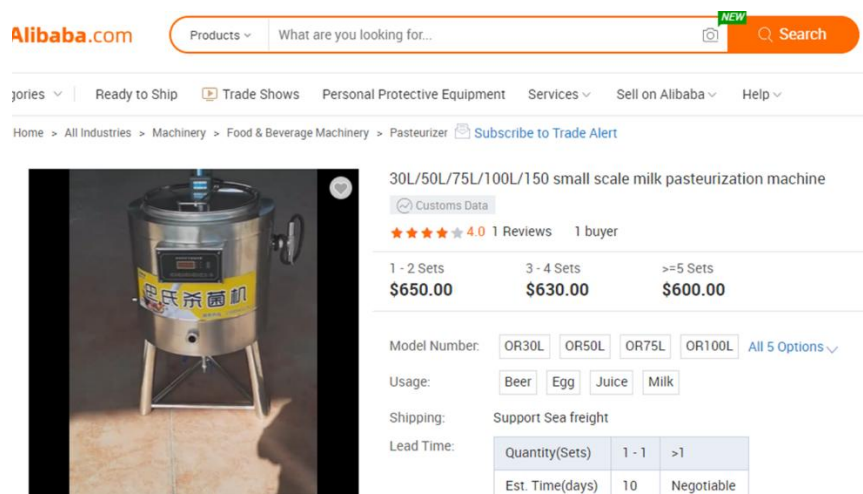 Alibaba.com
Products
What are you looking for...
NEW
Search
gories
Ready to Ship
Trade Shows
Personal Protective Equipment
Services
Sell on Alibaba
Help
Home > All Industries > Machinery > Food & Beverage Machinery > Pasteurizer
Subscribe to Trade Alert
30L/50L/75L/100L/150 small scale milk pasteurization machine
Customs Data
4.0 1 Reviews 1 buyer
1 - 2 Sets 3 - 4 Sets >=5 Sets
$650.00 $630.00 $600.00
巴氏杀菌机
Model Number: OR30L OR50L OR75L OR100L All 5 Options
Usage: Beer Egg Juice Milk
Shipping: Support Sea freight
Lead Time: Quantity(Sets) 1 - 1 >1
Est. Time(days) 10 Negotiable